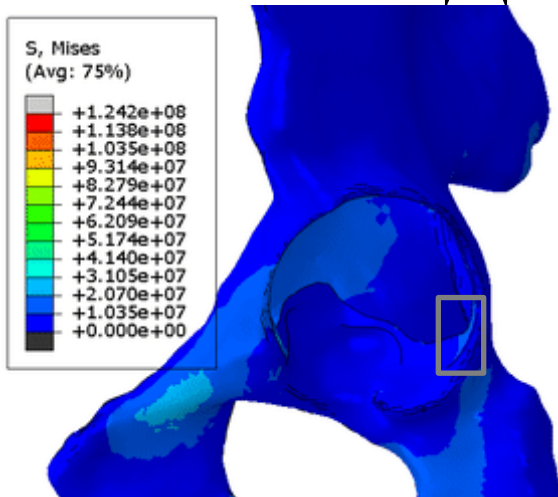 S, Mises
(Avg: 75%)
+1.242e+08
+1.138e+08
+1.035e+08
+9.314e+07
+8.279e+07
+7.244e+07
+6.209e+07
+5.174e+07
+4.140e+07
+3.105e+07
+2.070e+07
+1.035e+07
+0.000e+00